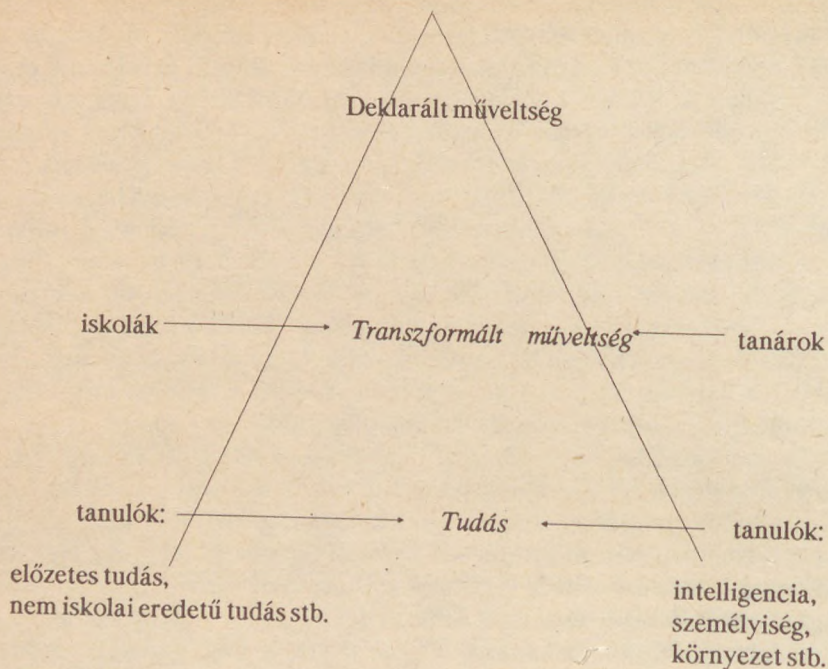 Deklarált műveltség
iskolák
Transzformált műveltség
tanárok
tanulók:
Tudás
tanulók:
előzetes tudás,
nem iskolai eredetű tudás stb.
intelligencia,
személyiség,
környezet stb.